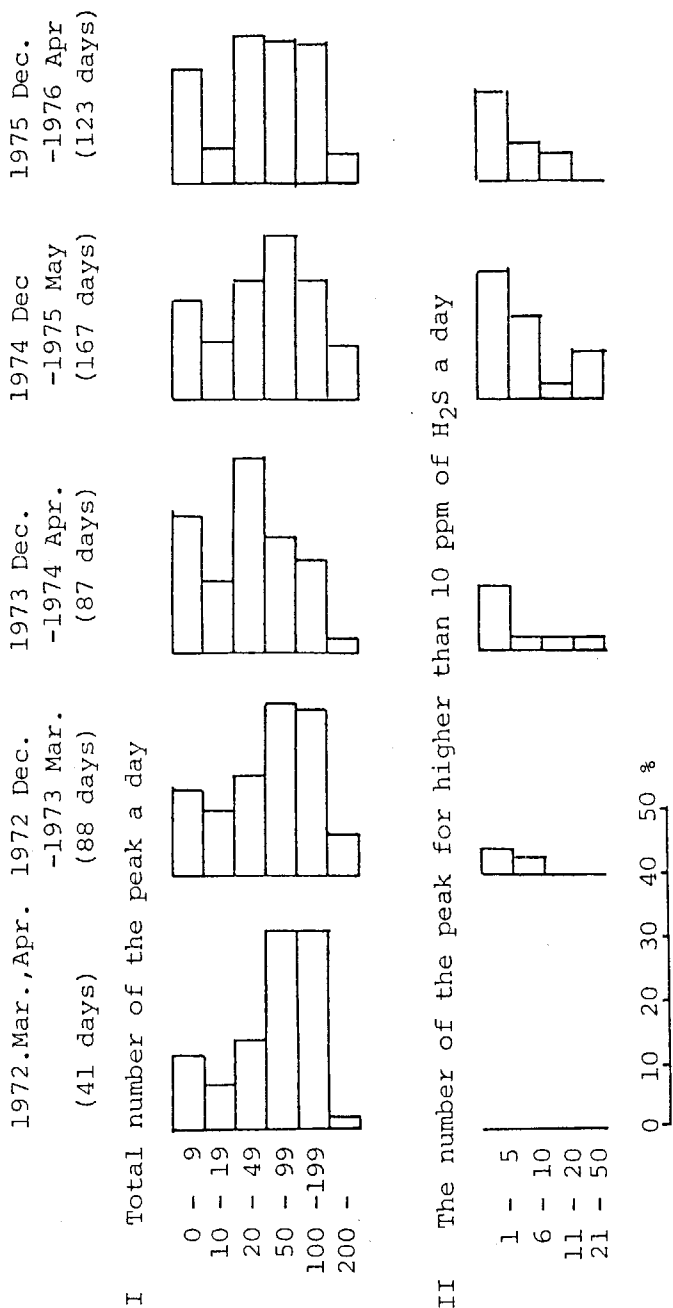 1972.Mar.,Apr. 1972 Dec. 1973 Dec. 1974 Dec 1975 Dec.
-1973 Mar. -1974 Apr. -1975 May -1976 Apr
(41 days) (88 days) (87 days) (167 days) (123 days)
I Total number of the peak a day
0 - 9
10 - 19
20 - 49
50 - 99
100 -199
200 -
II The number of the peak for higher than 10 ppm of H₂S a day
1 - 5
6 - 10
11 - 20
21 - 50
0 10 20 30 40 50 %